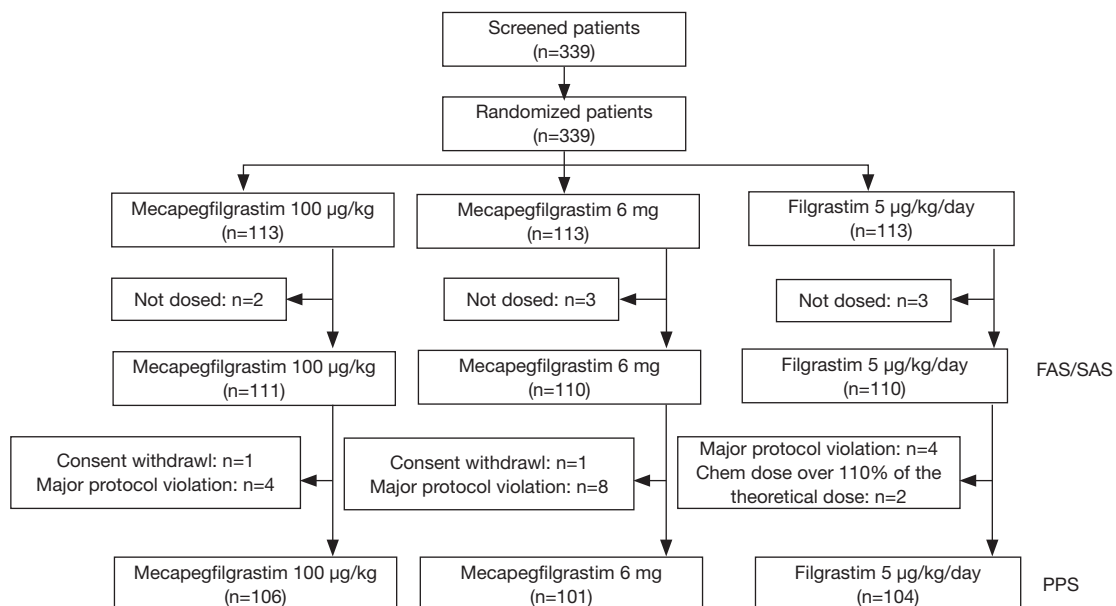 Screened patients
(n=339)
Randomized patients
(n=339)
Mecapegfilgrastim 100 µg/kg
(n=113)
Mecapegfilgrastim 6 mg
(n=113)
Filgrastim 5 µg/kg/day
(n=113)
Not dosed: n=2
Not dosed: n=3
Not dosed: n=3
Mecapegfilgrastim 100 µg/kg
(n=111)
Mecapegfilgrastim 6 mg
(n=110)
Filgrastim 5 µg/kg/day
(n=110)
FAS/SAS
Consent withdrawl: n=1
Major protocol violation: n=4
Consent withdrawl: n=1
Major protocol violation: n=8
Major protocol violation: n=4
Chem dose over 110% of the
theoretical dose: n=2
Mecapegfilgrastim 100 µg/kg
(n=106)
Mecapegfilgrastim 6 mg
(n=101)
Filgrastim 5 µg/kg/day
(n=104)
PPS